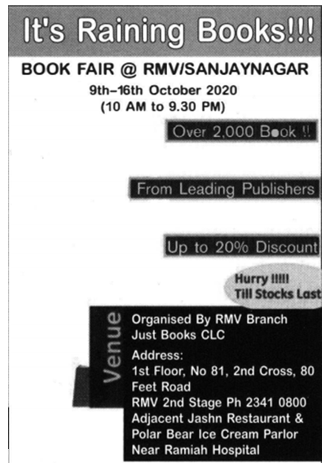 It's Raining Books!!!
BOOK FAIR @ RMV/SANJAYNAGAR
9th–16th October 2020
(10 AM to 9.30 PM)
Over 2,000 Book !!
From Leading Publishers
Up to 20% Discount
Hurry !!!!!
Till Stocks Last
Venue
Organised By RMV Branch
Just Books CLC
Address:
1st Floor, No 81, 2nd Cross, 80
Feet Road
RMV 2nd Stage Ph 2341 0800
Adjacent Jashn Restaurant &
Polar Bear Ice Cream Parlor
Near Ramiah Hospital